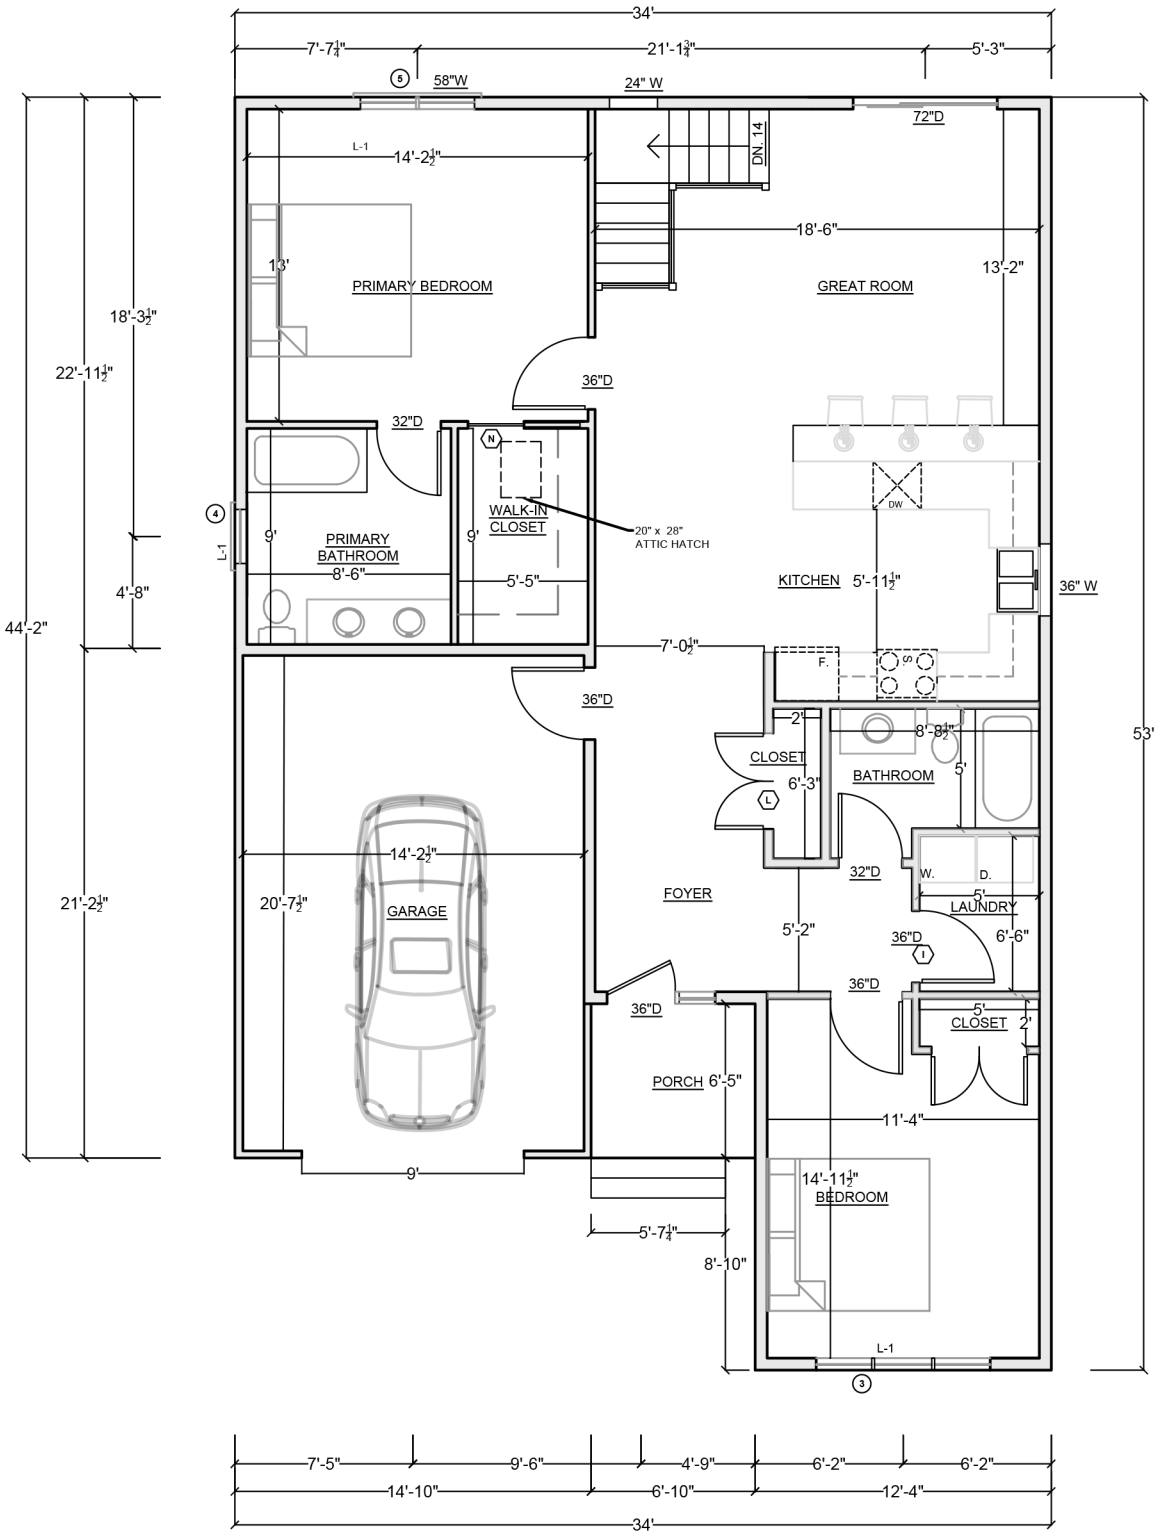 34'
7'-7¼"
21'-1¾"
5'-3"
5
58"W
24" W
72"D
L-1
14'-2½"
DN. 14
18'-6"
13'
13'-2"
PRIMARY BEDROOM
GREAT ROOM
18'-3½"
22'-11½"
36"D
32"D
N
4
L-1
WALK-IN
CLOSET
20" x 28"
ATTIC HATCH
DW
9'
9'
PRIMARY
BATHROOM
8'-6"
5'-5"
KITCHEN
5'-11½"
36" W
4'-8"
44'-2"
7'-0½"
F.
S.
36"D
2'
8'-8½"
53'
CLOSET
6'-3"
BATHROOM
5'
L
14'-2½"
32"D
W.
D.
5'
LAUNDRY
FOYER
20'-7½"
21'-2½"
GARAGE
5'-2"
36"D
6'-6"
I
36"D
36"D
5'
CLOSET
2'
PORCH
6'-5"
11'-4"
9'
14'-11½"
BEDROOM
5'-7¼"
8'-10"
L-1
3
7'-5"
9'-6"
4'-9"
6'-2"
6'-2"
14'-10"
6'-10"
12'-4"
34'